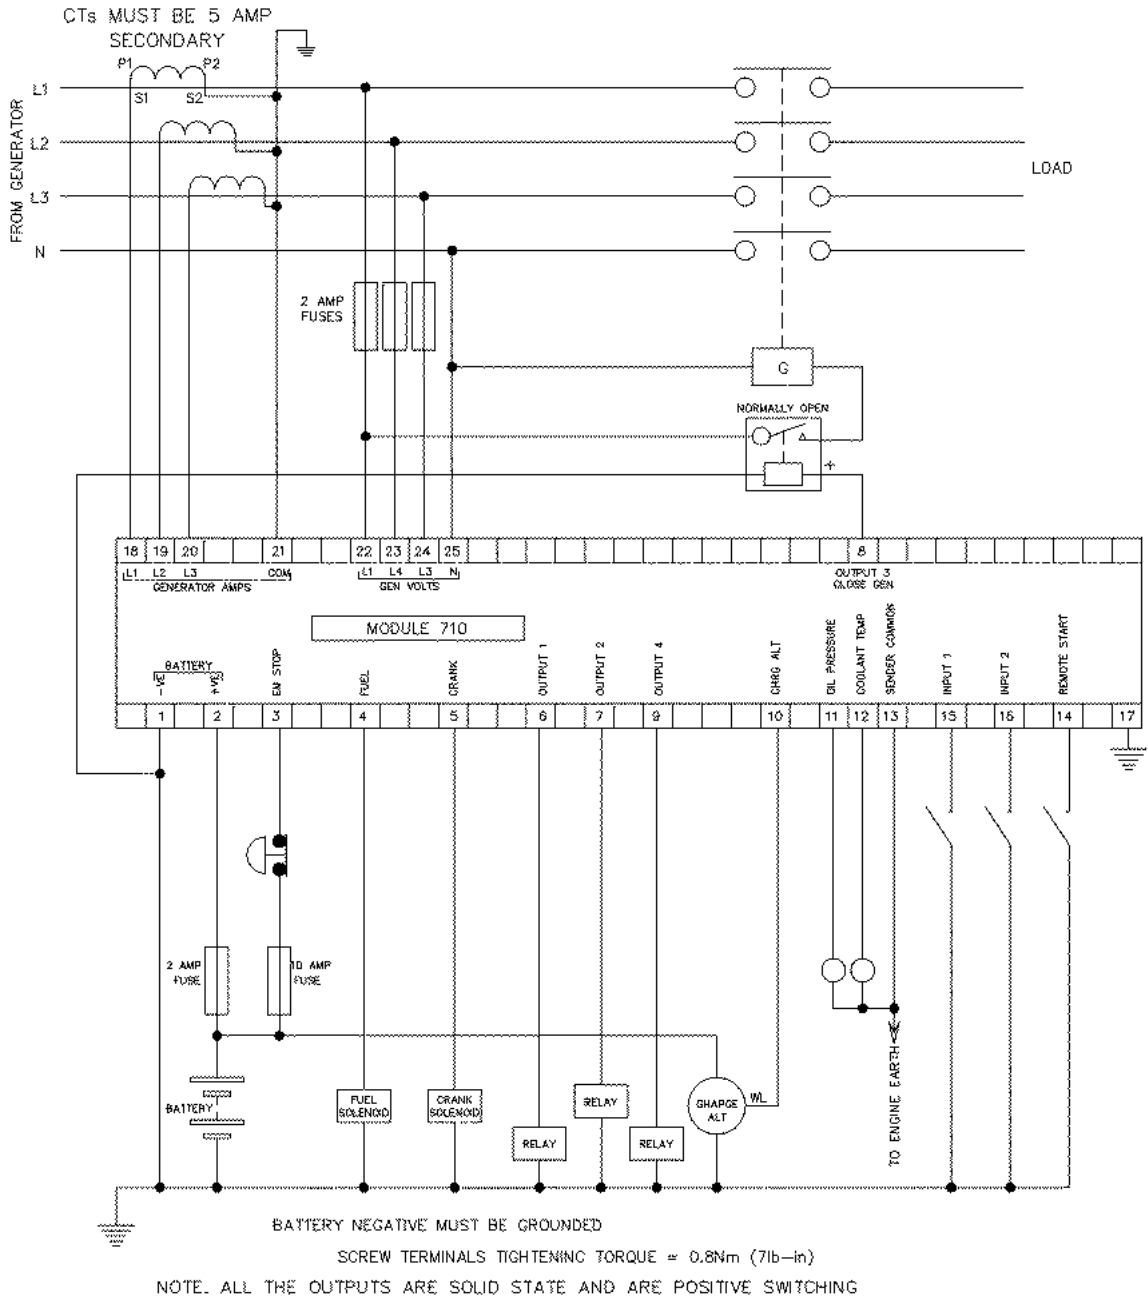 CTs MUST BE 5 AMP
SECONDARY
P1 P2
S1 S2
L1
L2
L3
N
FROM GENERATOR
LOAD
2 AMP
FUSES
G
NORMALLY OPEN
+
18 19 20 21 22 23 24 25 8
L1 L2 L3 COM L1 L4 L3 N
GENERATOR AMPS
GEN VOLTS
OUTPUT 3
CLOSE GEN
MODULE 710
BATTERY
-VE
+VE
EM STOP
FUEL
CRANK
OUTPUT 1
OUTPUT 2
OUTPUT 4
CHRG ALT
OIL PRESSURE
COOLANT TEMP
SENDER COMMON
INPUT 1
INPUT 2
REMOTE START
1 2 3 4 5 6 7 9 10 11 12 13 15 16 14 17
2 AMP
FUSE
10 AMP
FUSE
BATTERY
FUEL
SOLENOID
CRANK
SOLENOID
RELAY
RELAY
RELAY
CHARGE
ALT
WL
TO ENGINE EARTH
BATTERY NEGATIVE MUST BE GROUNDED
SCREW TERMINALS TIGHTENING TORQUE = 0.8Nm (7lb-in)
NOTE. ALL THE OUTPUTS ARE SOLID STATE AND ARE POSITIVE SWITCHING